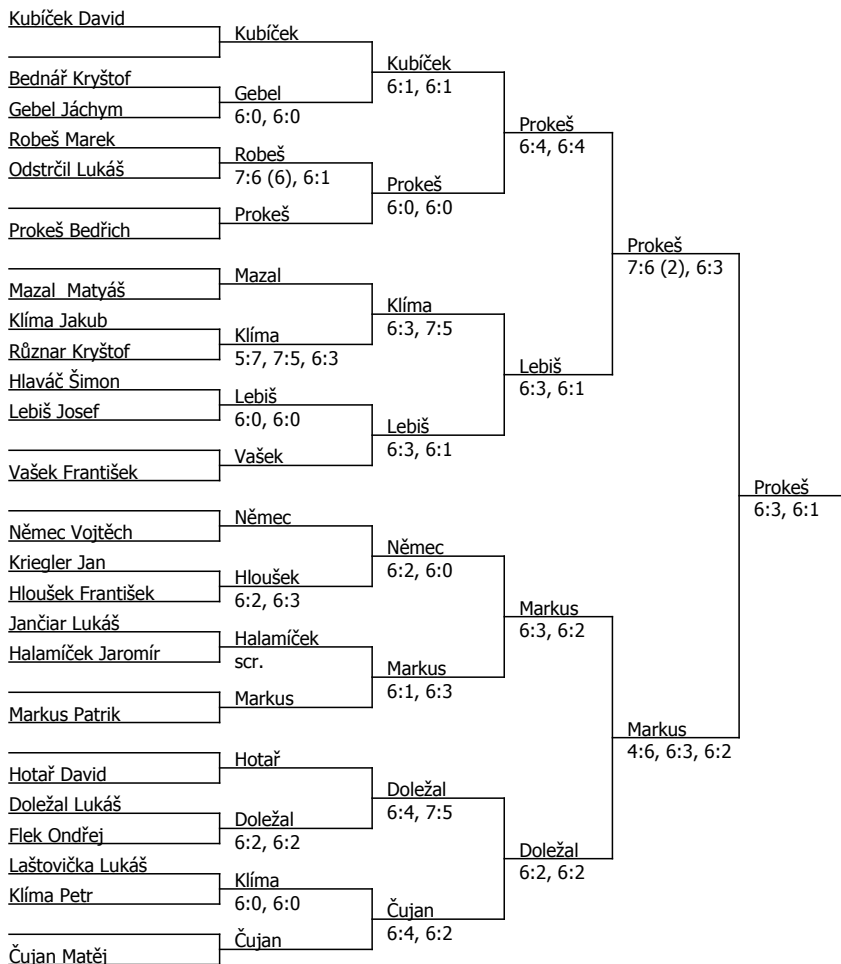 Kubíček David
Kubíček
Kubíček
6:1, 6:1
Bednář Kryštof
Gebel
Gebel Jáchym
6:0, 6:0
Prokeš
6:4, 6:4
Robeš Marek
Robeš
Odstrčil Lukáš
7:6 (6), 6:1
Prokeš
6:0, 6:0
Prokeš
Prokeš Bedřich
Prokeš
7:6 (2), 6:3
Mazal
Mazal  Matyáš
Klíma
6:3, 7:5
Klíma Jakub
Klíma
Různar Kryštof
5:7, 7:5, 6:3
Lebiš
6:3, 6:1
Hlaváč Šimon
Lebiš
Lebiš Josef
6:0, 6:0
Lebiš
6:3, 6:1
Vašek
Vašek František
Prokeš
6:3, 6:1
Němec
Němec Vojtěch
Němec
6:2, 6:0
Kriegler Jan
Hloušek
Hloušek František
6:2, 6:3
Markus
6:3, 6:2
Jančiar Lukáš
Halamíček
Halamíček Jaromír
scr.
Markus
6:1, 6:3
Markus
Markus Patrik
Markus
4:6, 6:3, 6:2
Hotař
Hotař David
Doležal
6:4, 7:5
Doležal Lukáš
Doležal
Flek Ondřej
6:2, 6:2
Doležal
6:2, 6:2
Laštovička Lukáš
Klíma
Klíma Petr
6:0, 6:0
Čujan
6:4, 6:2
Čujan
Čujan Matěj